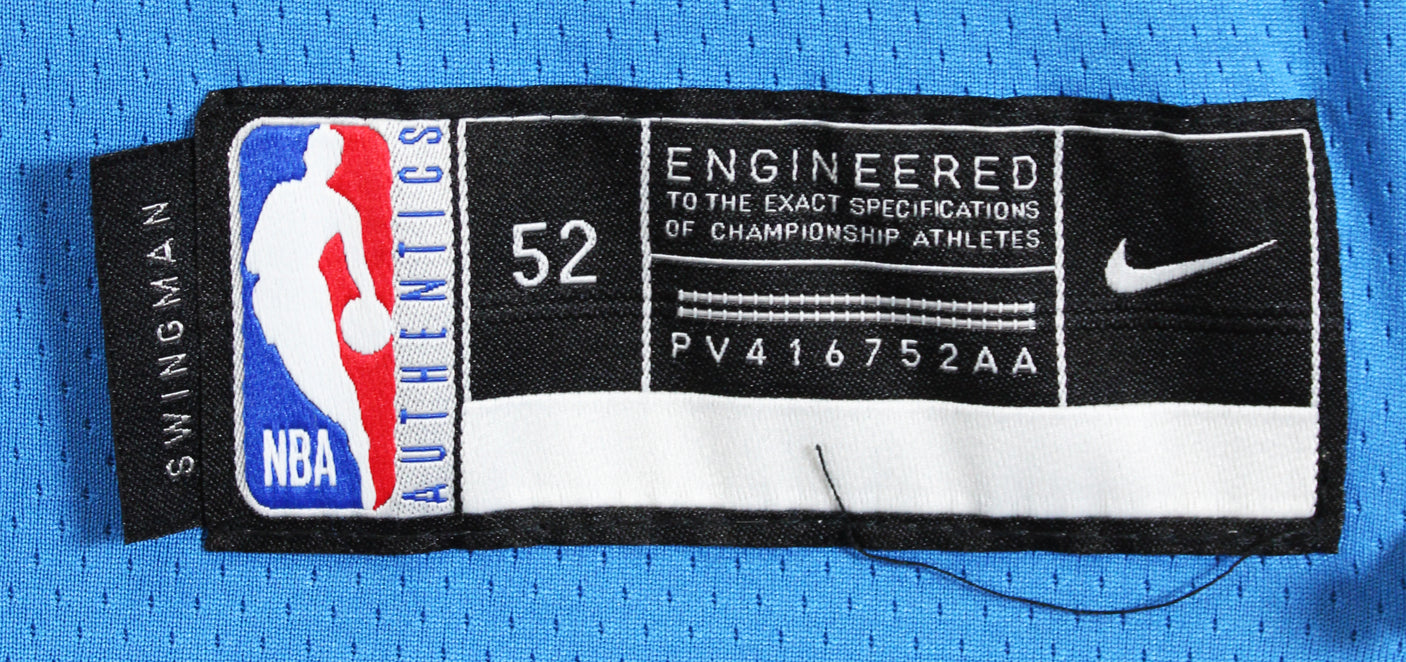 SWINGMAN
NBA
AUTHENTICS
52
ENGINEERED
TO THE EXACT SPECIFICATIONS
OF CHAMPIONSHIP ATHLETES
PV416752AA